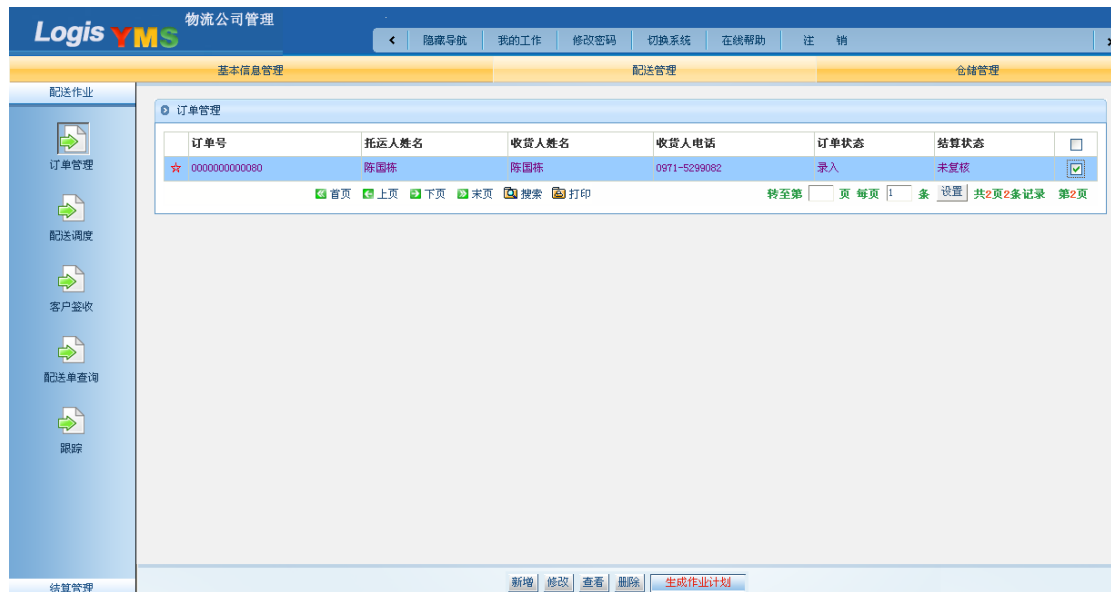 Logis YMS 物流公司管理
隐藏导航 我的工作 修改密码 切换系统 在线帮助 注 销
基本信息管理 配送管理 仓储管理
配送作业
订单管理
配送调度
客户签收
配送单查询
跟踪
结算管理
订单管理
订单号 托运人姓名 收货人姓名 收货人电话 订单状态 结算状态
0000000000080 陈国栋 陈国栋 0971-5299082 录入 未复核
首页 上页 下页 末页 搜索 打印 转至第 页 每页 1 条 设置 共2页2条记录 第2页
新增 修改 查看 删除 生成作业计划